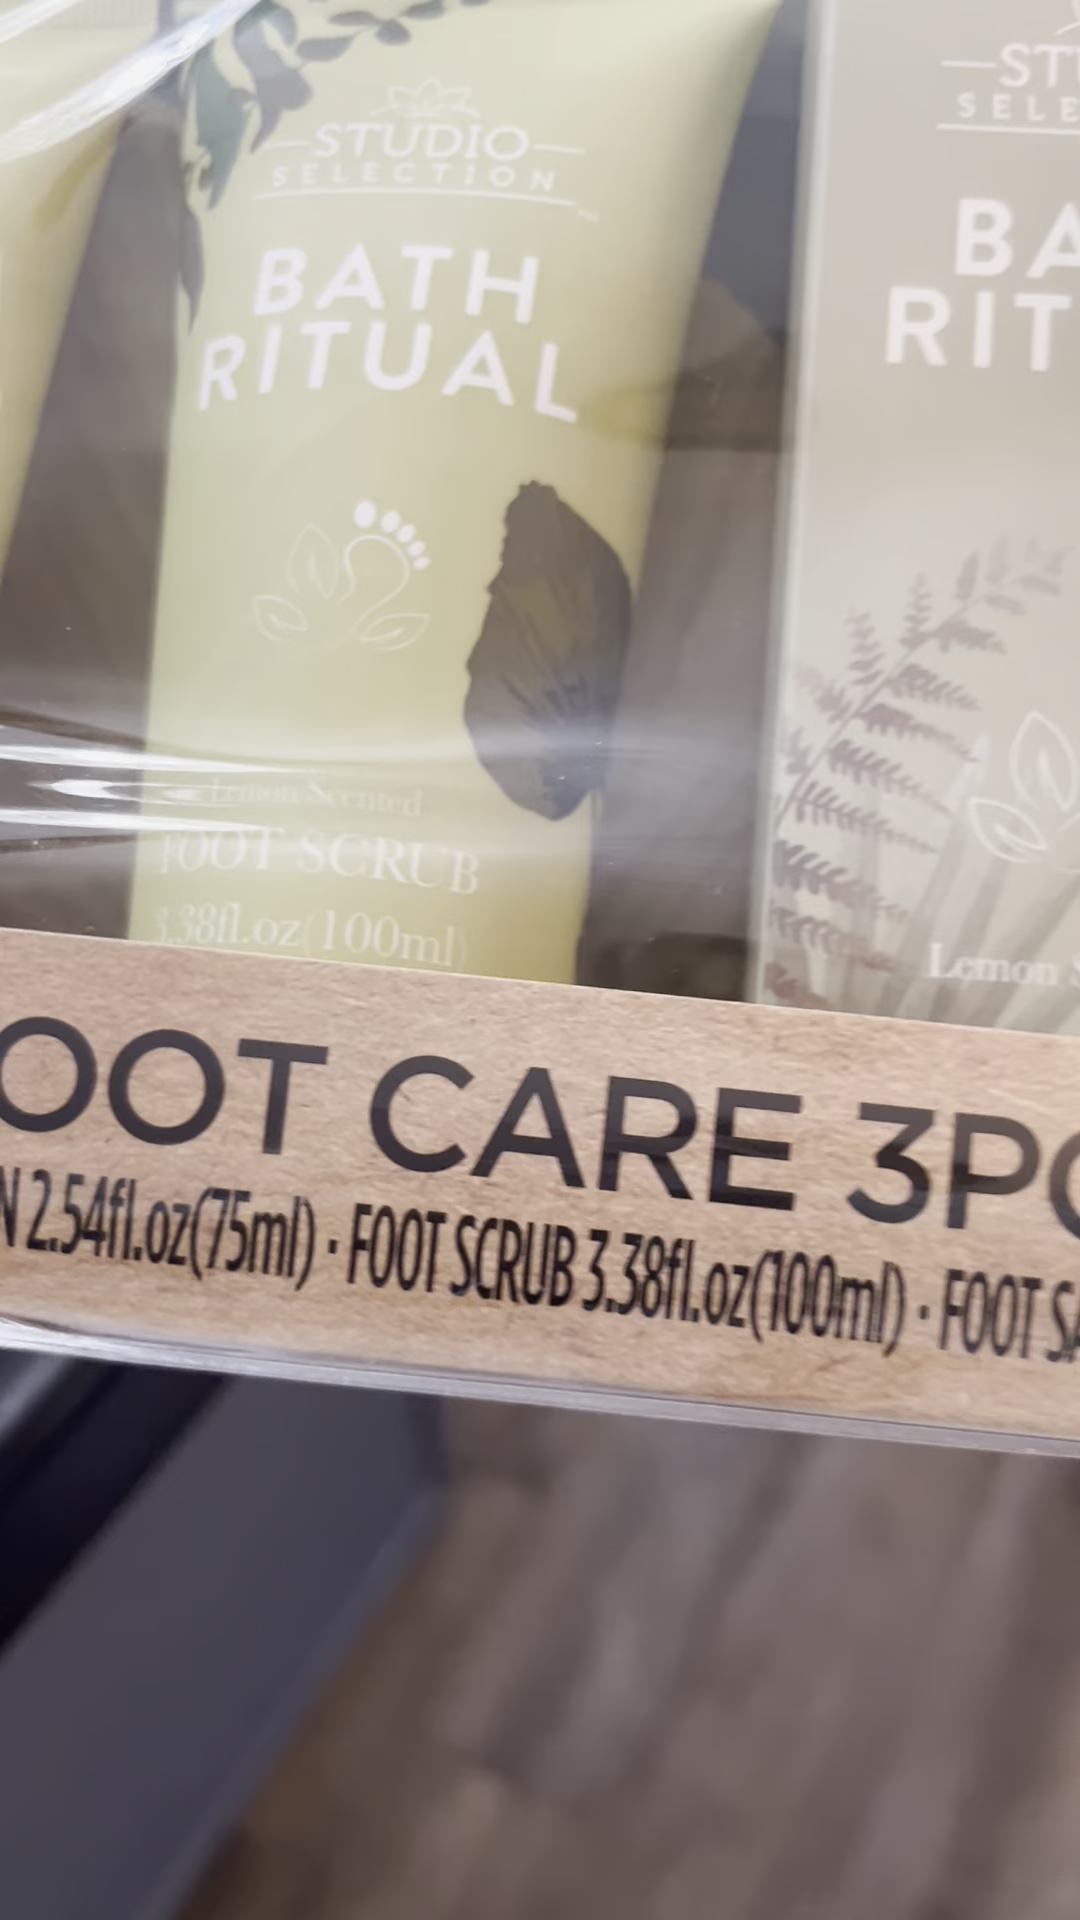 STUDIO
SELECTION
BATH
RITUAL
Lemon Scented
FOOT SCRUB
3.38fl.oz(100ml)
STU
SELE
BA
RIT
Lemon S
OOT CARE 3PC
N 2.54fl.oz(75ml) · FOOT SCRUB 3.38fl.oz(100ml) · FOOT SA